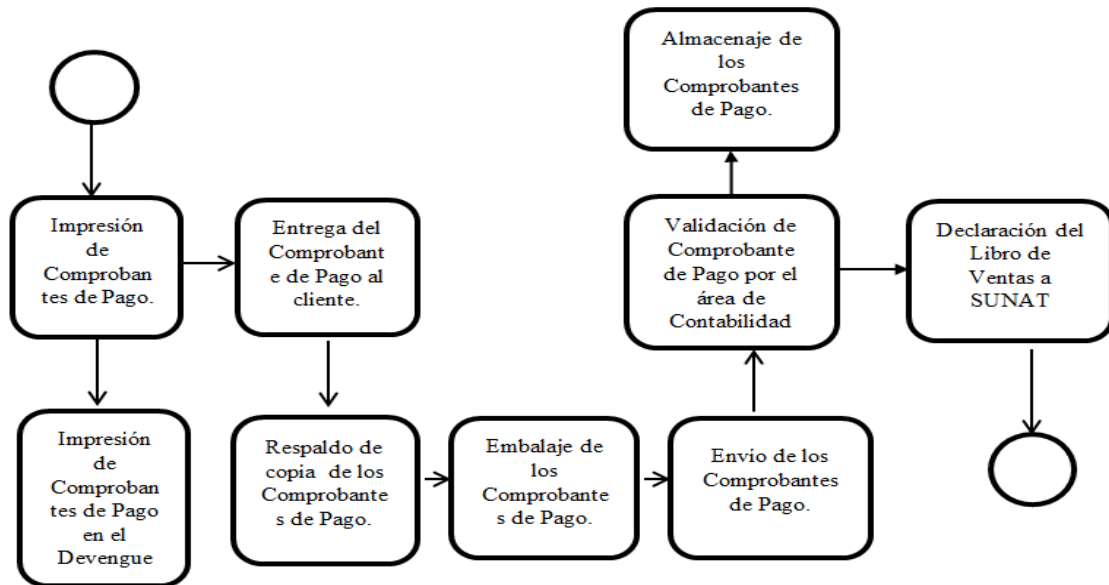 Impresión
de
Comproban
tes de Pago.
Entrega del
Comprobant
e de Pago al
cliente.
Impresión
de
Comproban
tes de Pago
en el
Devengue
Respaldo de
copia de los
Comprobante
s de Pago.
Embalaje de
los
Comprobante
s de Pago.
Envio de los
Comprobantes
de Pago.
Validación de
Comprobante
de Pago por el
área de
Contabilidad
Almacenaje de
los
Comprobantes
de Pago.
Declaración del
Libro de
Ventas a
SUNAT